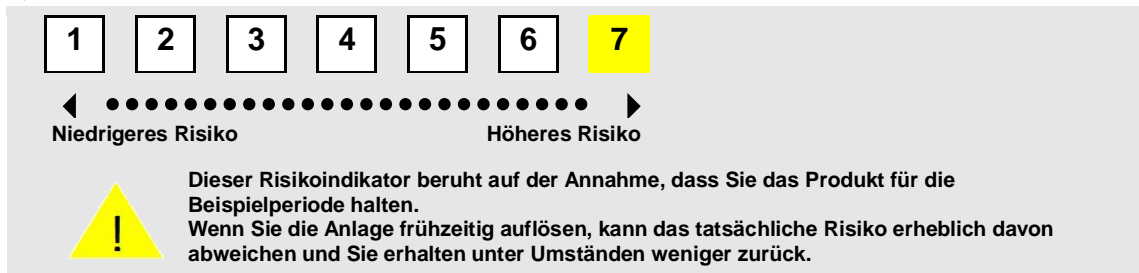 1 2 3 4 5 6 7
Niedrigeres Risiko Höheres Risiko
Dieser Risikoindikator beruht auf der Annahme, dass Sie das Produkt für die
Beispielperiode halten.
Wenn Sie die Anlage frühzeitig auflösen, kann das tatsächliche Risiko erheblich davon
abweichen und Sie erhalten unter Umständen weniger zurück.
!